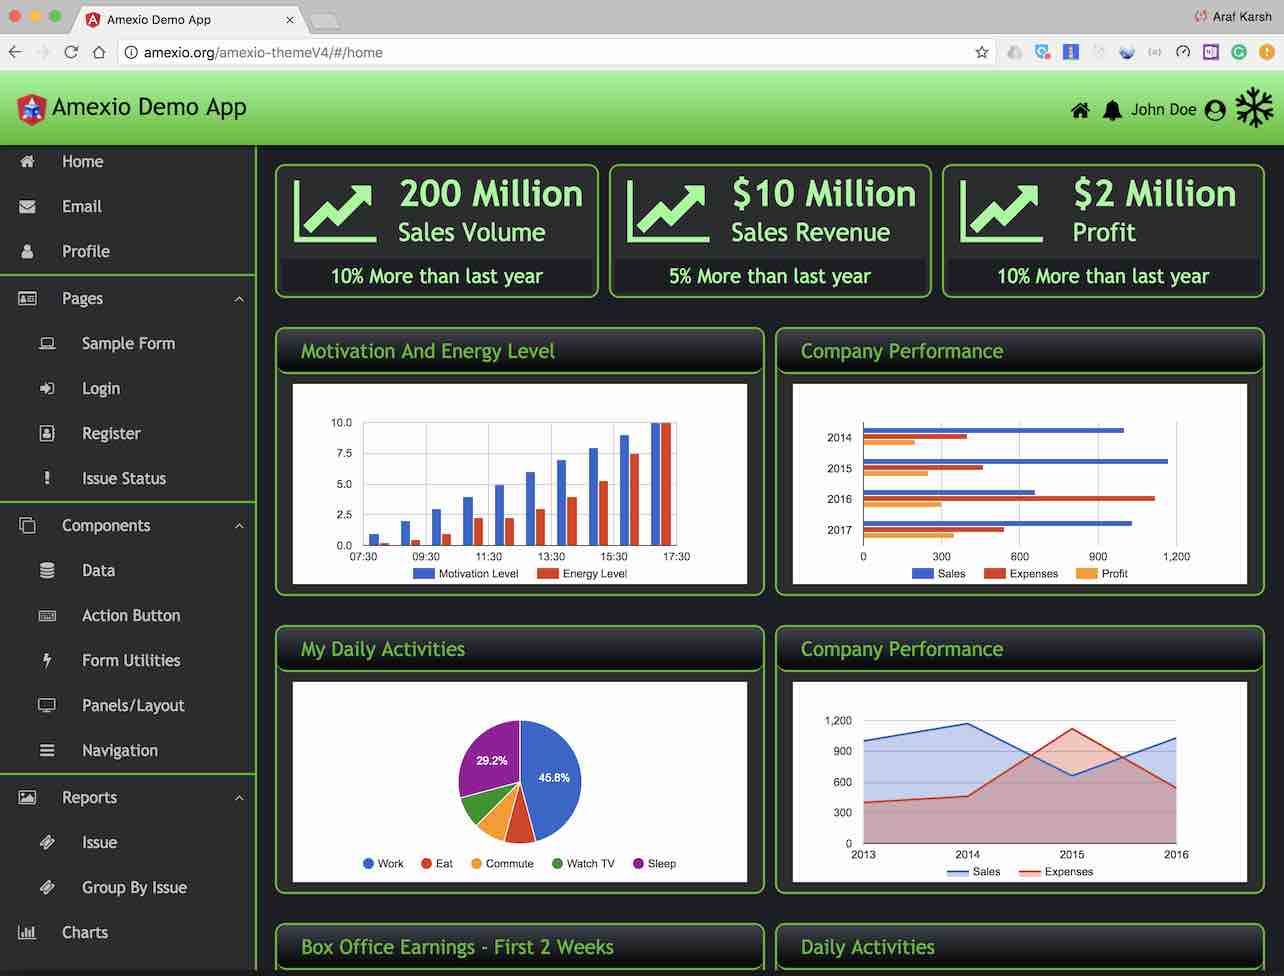 Amexio Demo App
Araf Karsh
amexio.org/amexio-themeV4/#/home
Amexio Demo App
John Doe
Home
Email
Profile
Pages
Sample Form
Login
Register
Issue Status
Components
Data
Action Button
Form Utilities
Panels/Layout
Navigation
Reports
Issue
Group By Issue
Charts
200 Million
Sales Volume
10% More than last year
$10 Million
Sales Revenue
5% More than last year
$2 Million
Profit
10% More than last year
Motivation And Energy Level
10.0
7.5
5.0
2.5
0.0
07:30 09:30 11:30 13:30 15:30 17:30
Motivation Level Energy Level
Company Performance
2014
2015
2016
2017
0 300 600 900 1,200
Sales Expenses Profit
My Daily Activities
29.2%
45.8%
Work Eat Commute Watch TV Sleep
Company Performance
1,200
900
600
300
0
2013 2014 2015 2016
Sales Expenses
Box Office Earnings - First 2 Weeks
Daily Activities